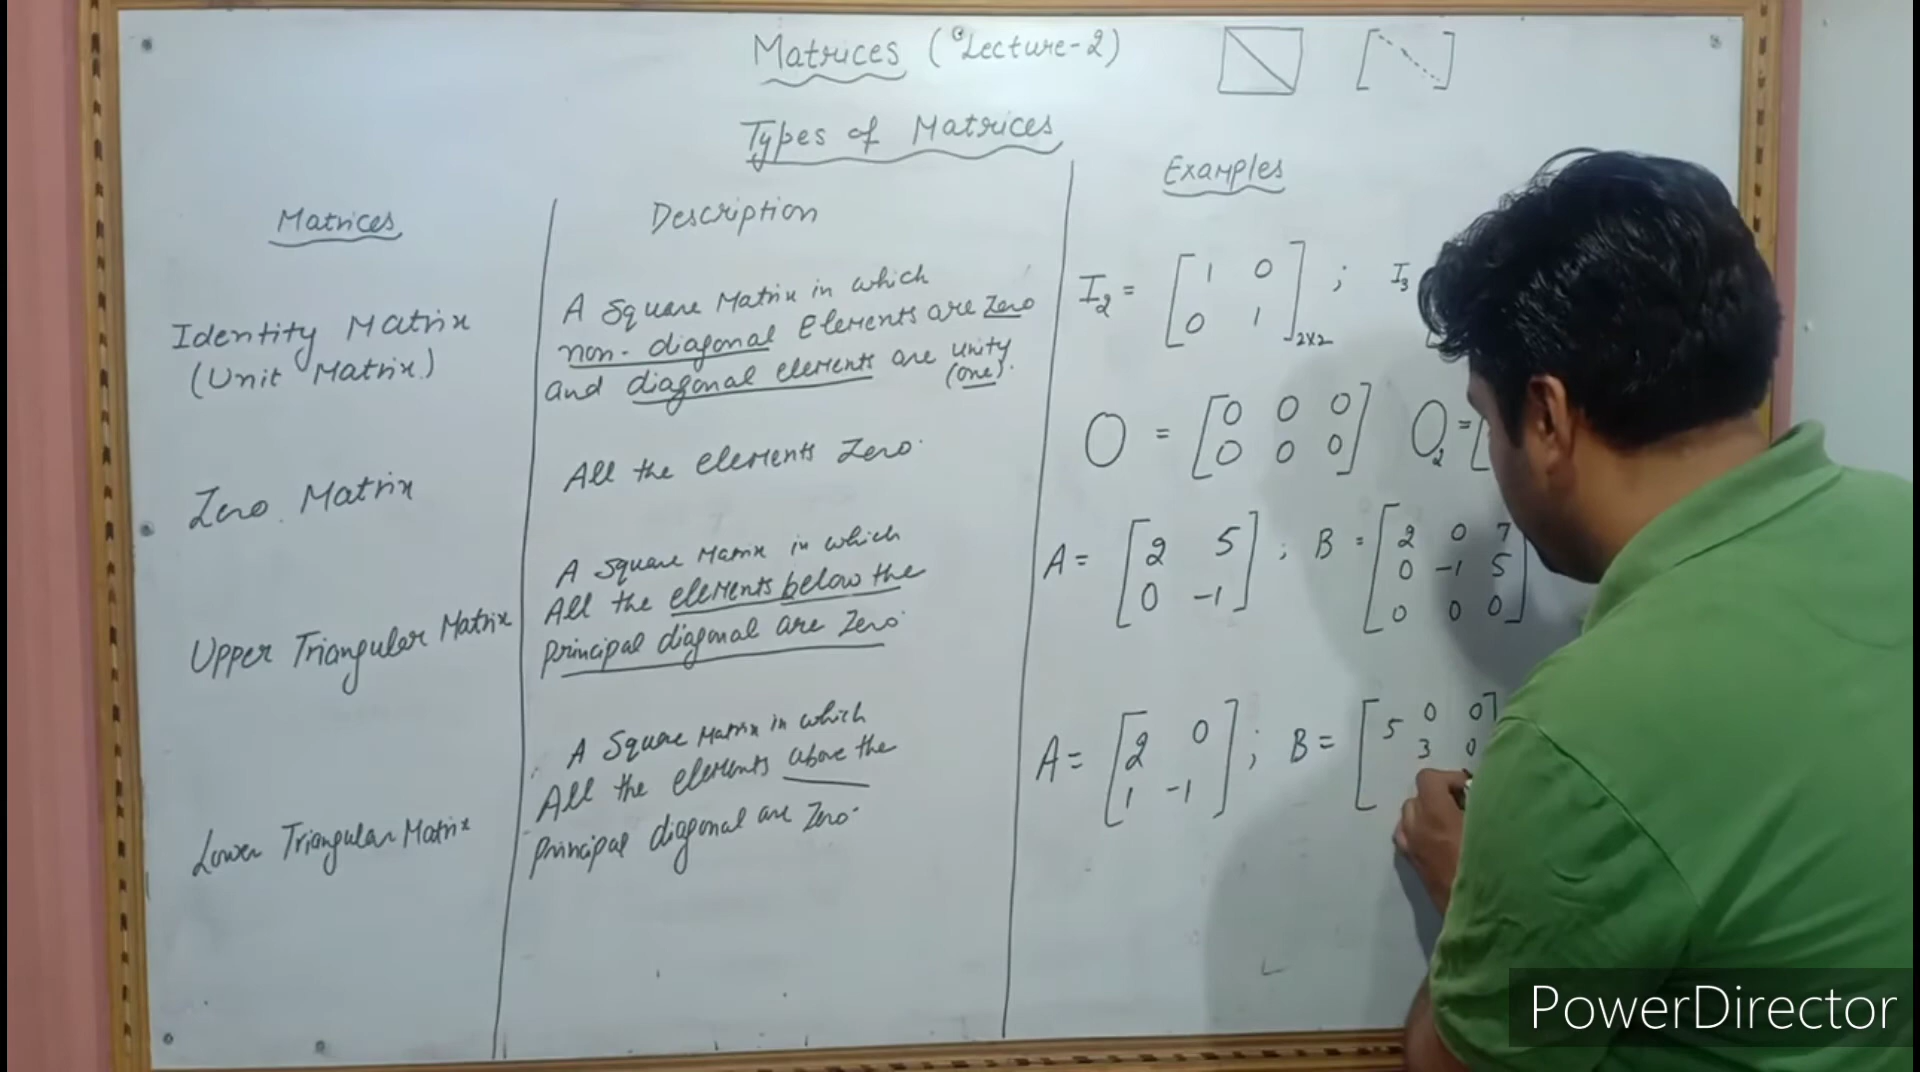 Matrices (Lecture-2)
Types of Matrices
Matrices
Description
Examples
Identity Matrix
(Unit Matrix)
A Square Matrix in which
non-diagonal Elements are Zero
and diagonal elements are unity
(one).
I2 = [ 1 0
0 1 ]2x2 ; I3
Zero Matrix
All the elements Zero.
O = [ 0 0 0
0 0 0 ] O2 = [
Upper Triangular Matrix
A Square Matrix in which
All the elements below the
principal diagonal are Zero.
A = [ 2 5
0 -1 ] ; B = [ 2 0 7
0 -1 5
0 0 0 ]
Lower Triangular Matrix
A Square Matrix in which
All the elements above the
principal diagonal are Zero.
A = [ 2 0
1 -1 ] ; B = [ 5 0 0 ]
3 0
PowerDirector